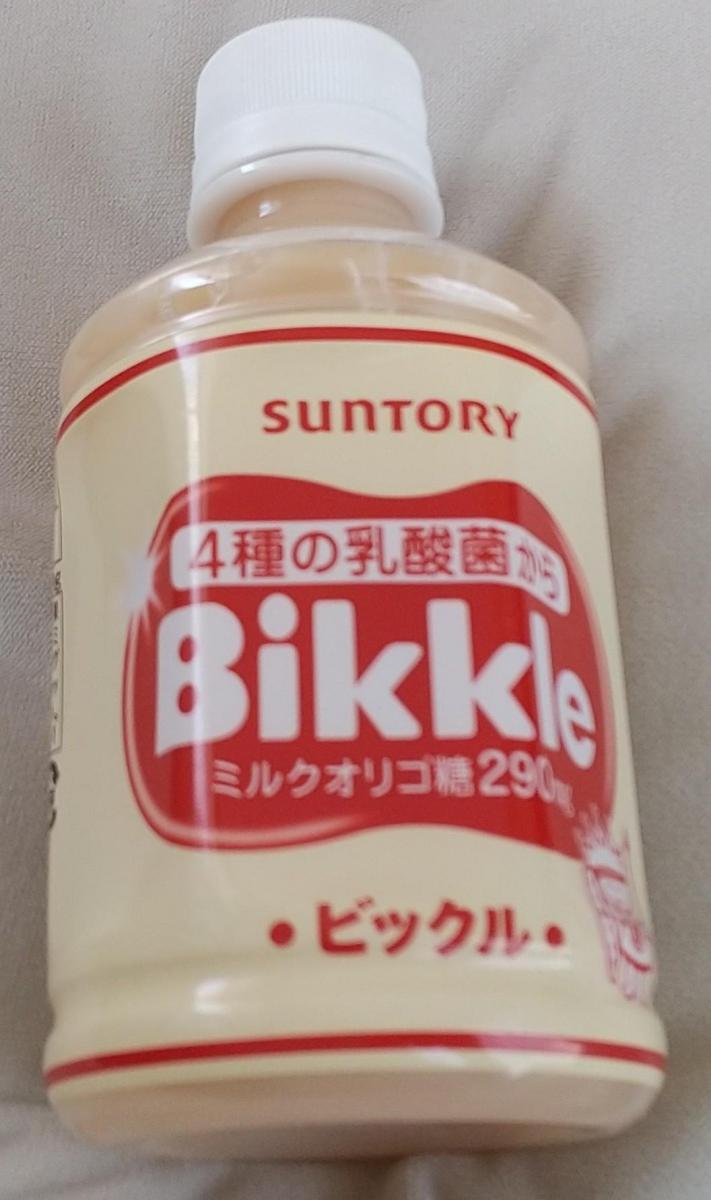 SUNTORY
4種の乳酸菌から
Bikkle
ミルクオリゴ糖290mg
・ビックル・